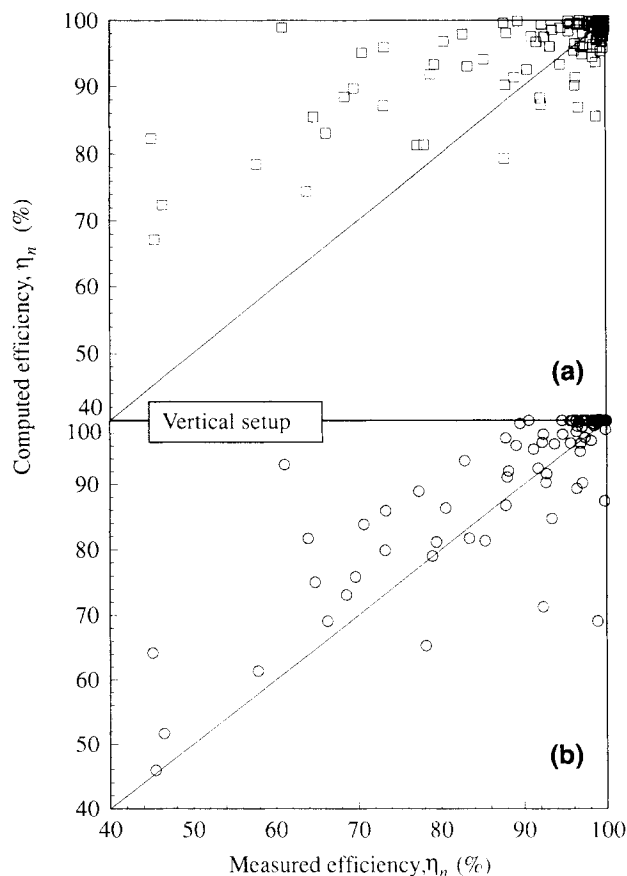 100
90
80
70
60
50
40
(a)
Vertical setup
100
90
80
70
60
50
40
(b)
40 50 60 70 80 90 100
Measured efficiency,ηn (%)
Computed efficiency, ηn (%)